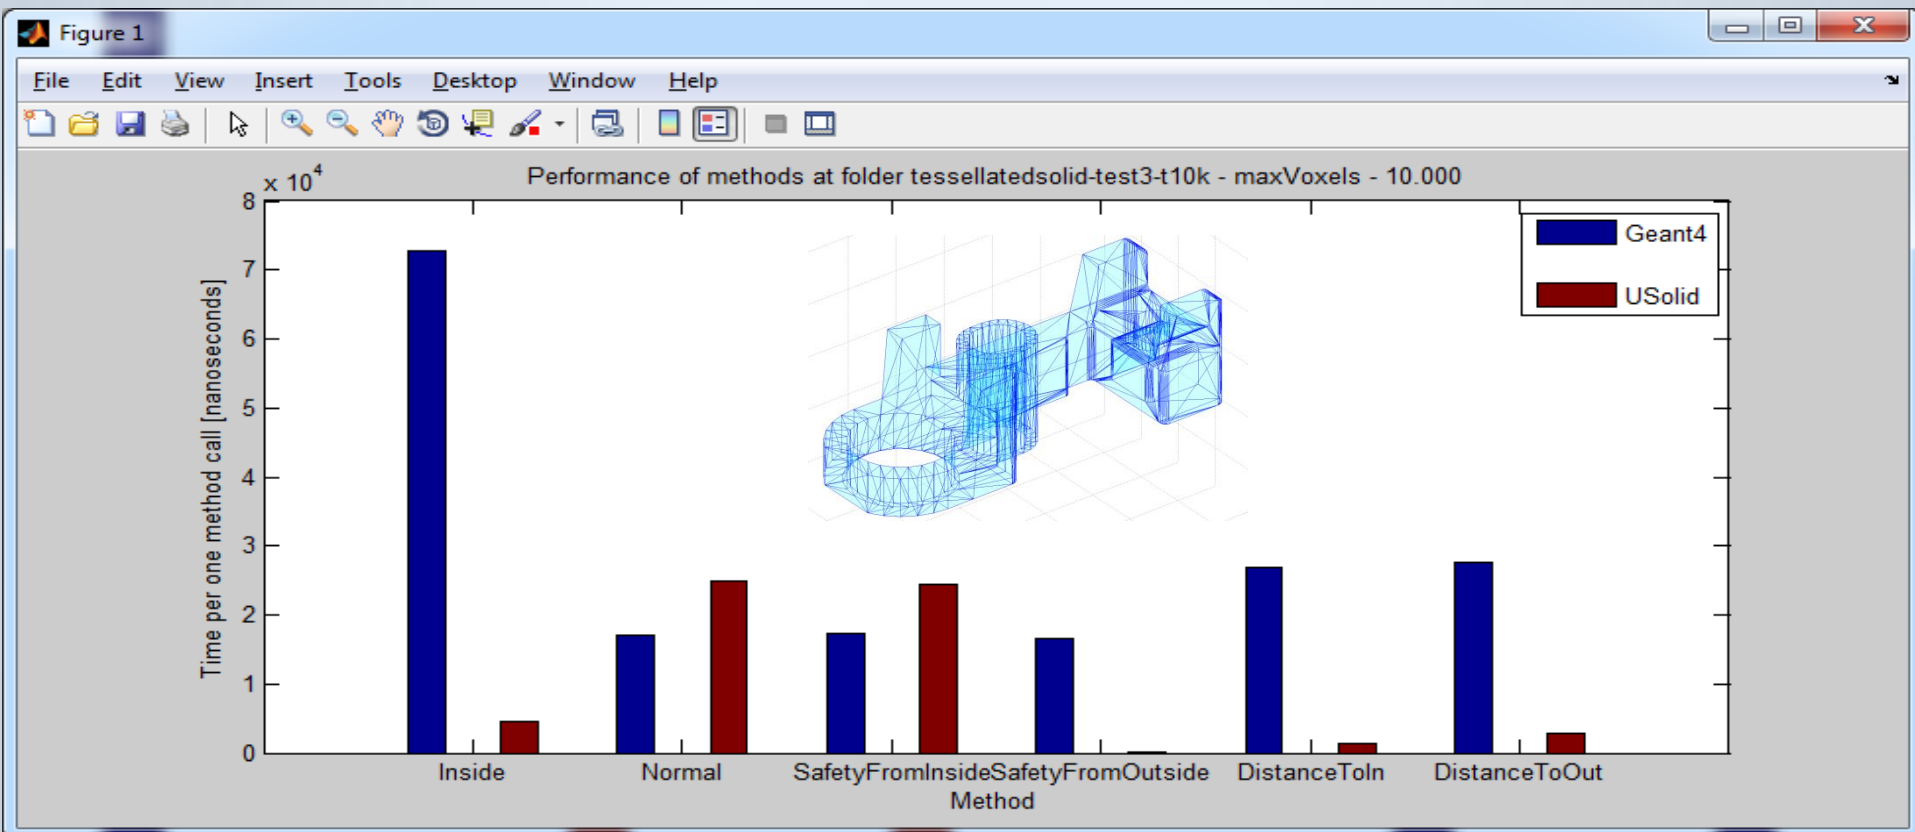 Figure 1
File Edit View Insert Tools Desktop Window Help
Performance of methods at folder tessellatedsolid-test3-t10k - maxVoxels - 10.000
x 10^4
8
7
6
5
4
3
2
1
0
Time per one method call [nanoseconds]
Geant4
USolid
Inside Normal SafetyFromInside SafetyFromOutside DistanceToIn DistanceToOut
Method